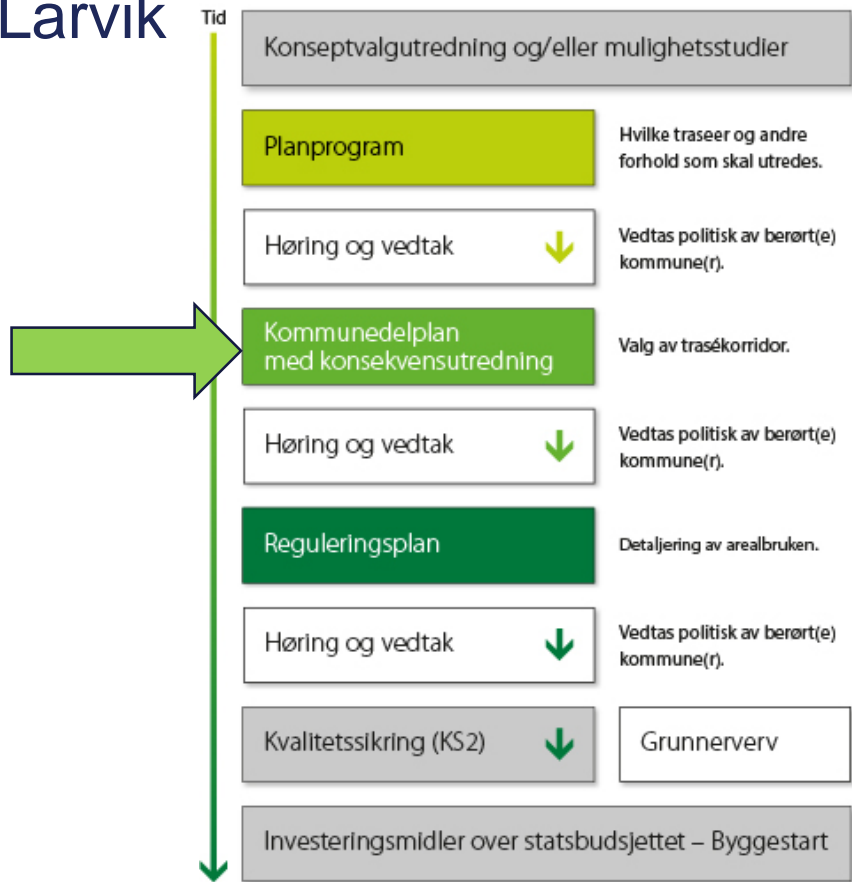 Larvik
Tid
Konseptvalgutredning og/eller mulighetsstudier
Planprogram
Hvilke traseer og andre
forhold som skal utredes.
Høring og vedtak
Vedtas politisk av berørt(e)
kommune(r).
Kommunedelplan
med konsekvensutredning
Valg av trasékorridor.
Høring og vedtak
Vedtas politisk av berørt(e)
kommune(r).
Reguleringsplan
Detaljering av arealbruken.
Høring og vedtak
Vedtas politisk av berørt(e)
kommune(r).
Kvalitetssikring (KS2)
Grunnerverv
Investeringsmidler over statsbudsjettet – Byggestart